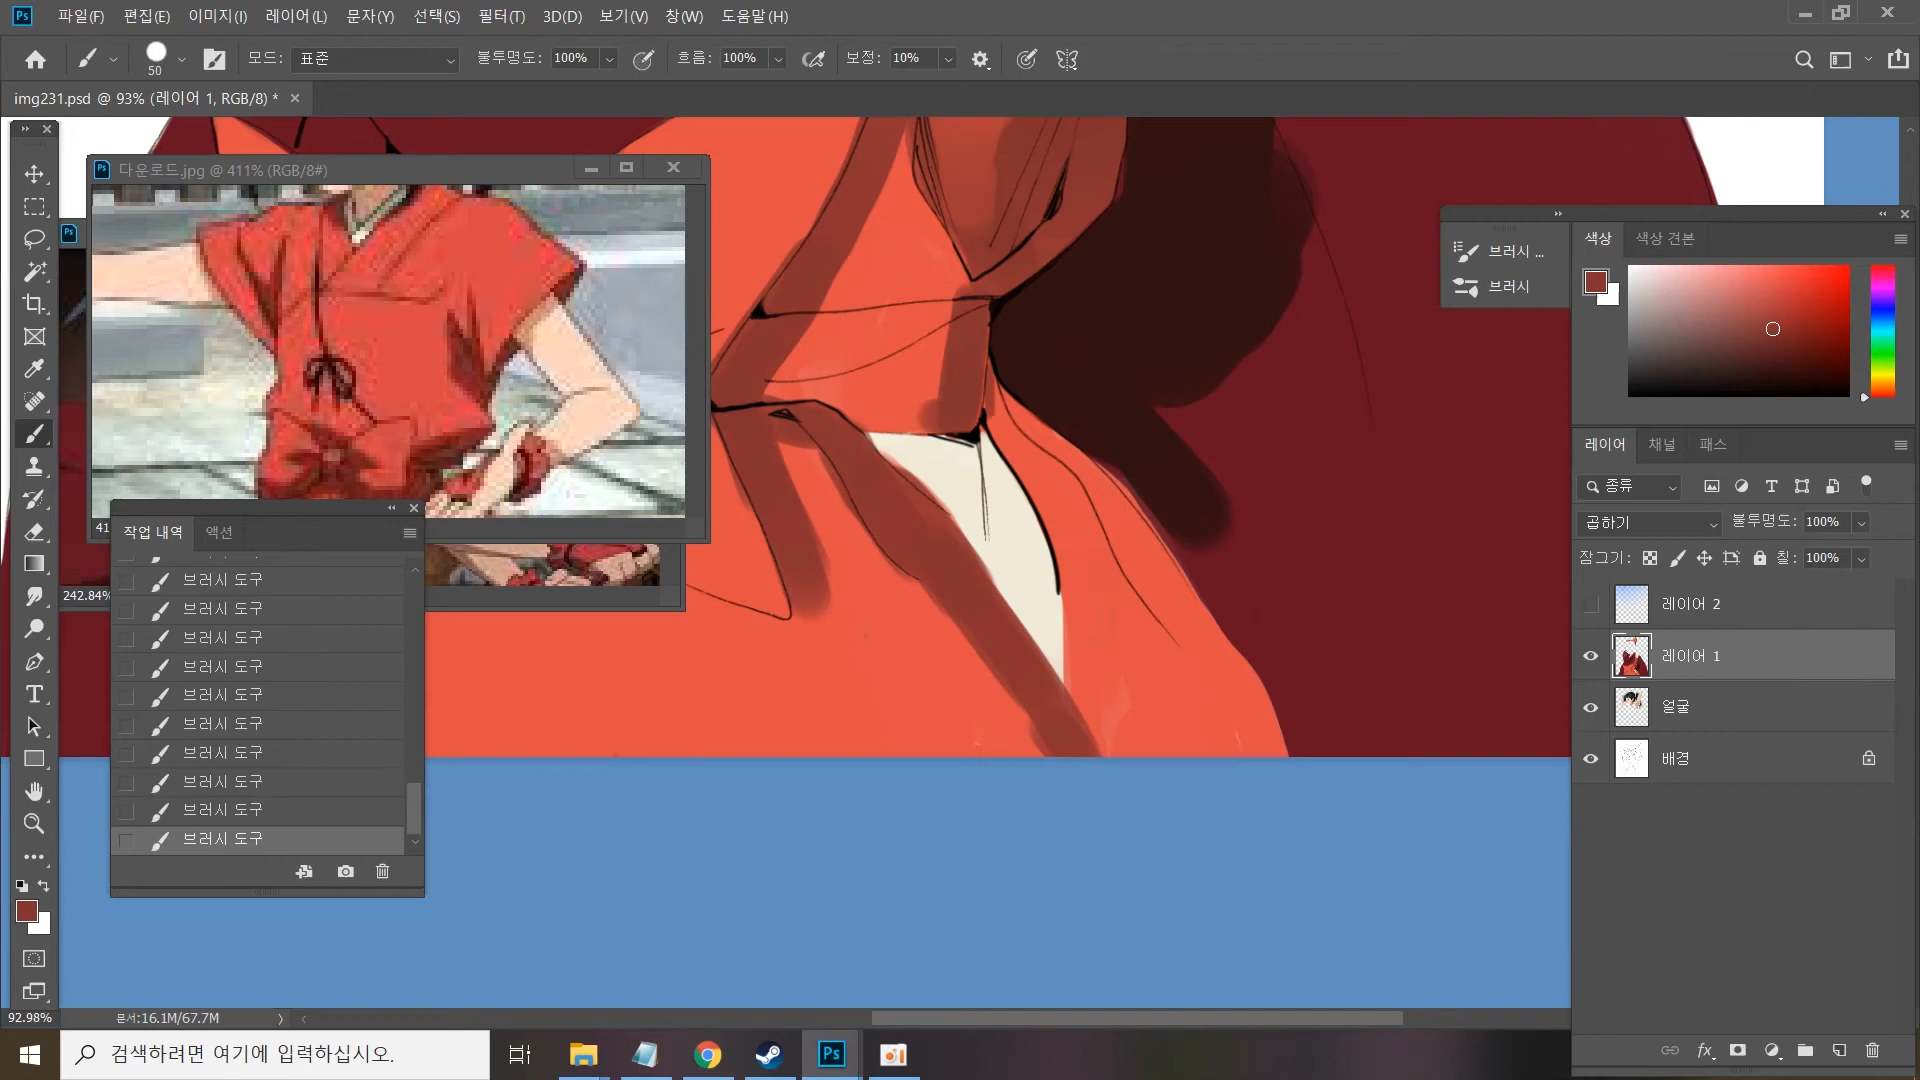 Ps 파일(F) 편집(E) 이미지(I) 레이어(L) 문자(Y) 선택(S) 필터(T) 3D(D) 보기(V) 창(W) 도움말(H)
50 모드: 표준 불투명도: 100% 흐름: 100% 보정: 10%
img231.psd @ 93% (레이어 1, RGB/8) *
Ps 다운로드.jpg @ 411% (RGB/8#)
Ps
41
242.84%
작업 내역 액션
브러시 도구
브러시 도구
브러시 도구
브러시 도구
브러시 도구
브러시 도구
브러시 도구
브러시 도구
브러시 도구
브러시 도구
브러시 ...
브러시
색상 색상 견본
레이어 채널 패스
종류
곱하기 불투명도: 100%
잠그기: 칠: 100%
레이어 2
레이어 1
얼굴
배경
fx
92.98% 문서:16.1M/67.7M
검색하려면 여기에 입력하십시오.
Ps